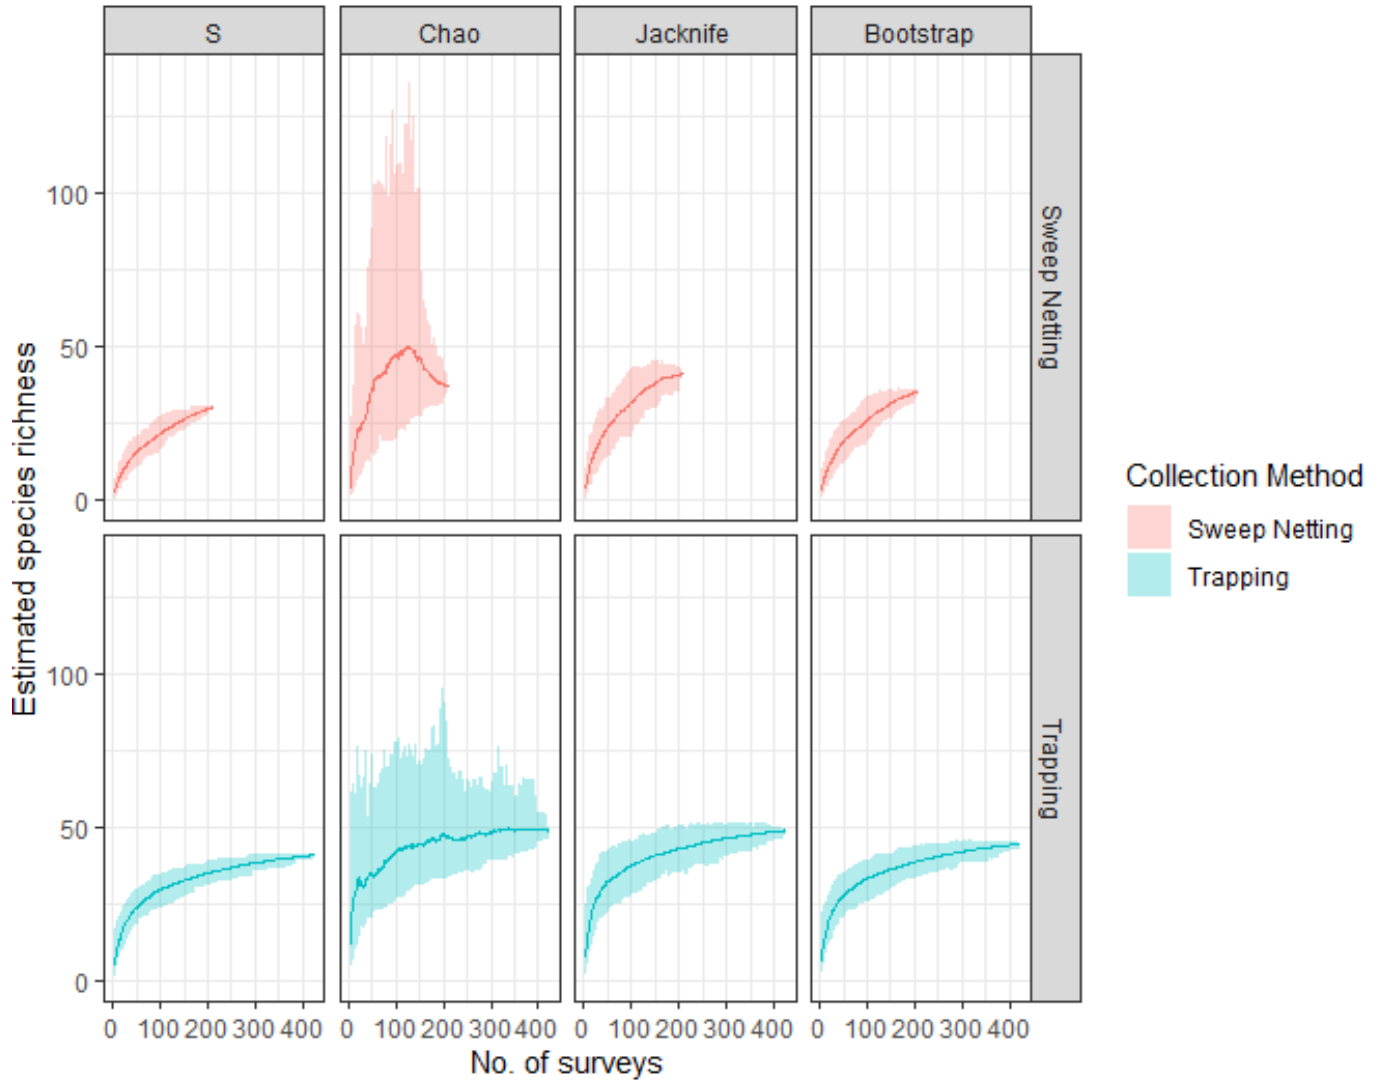 S Chao Jacknife Bootstrap
Estimated species richness
100
50
0
Sweep Netting
100
50
0
Trapping
0 100 200 300 400 0 100 200 300 400 0 100 200 300 400 0 100 200 300 400
No. of surveys
Collection Method
Sweep Netting
Trapping